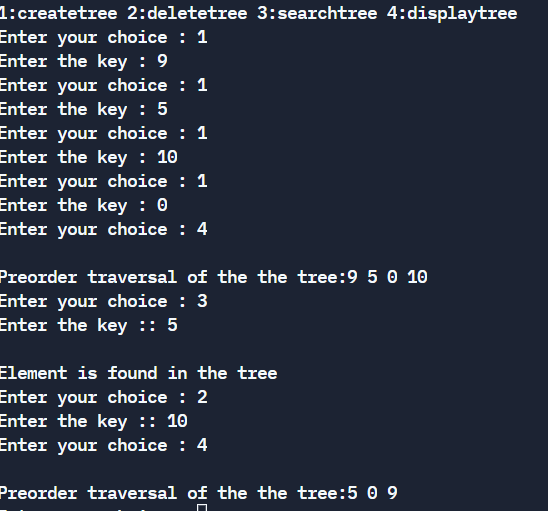 1:createtree 2:deletetree 3:searchtree 4:displaytree
Enter your choice : 1
Enter the key : 9
Enter your choice : 1
Enter the key : 5
Enter your choice : 1
Enter the key : 10
Enter your choice : 1
Enter the key : 0
Enter your choice : 4
Preorder traversal of the the tree:9 5 0 10
Enter your choice : 3
Enter the key :: 5
Element is found in the tree
Enter your choice : 2
Enter the key :: 10
Enter your choice : 4
Preorder traversal of the the tree:5 0 9